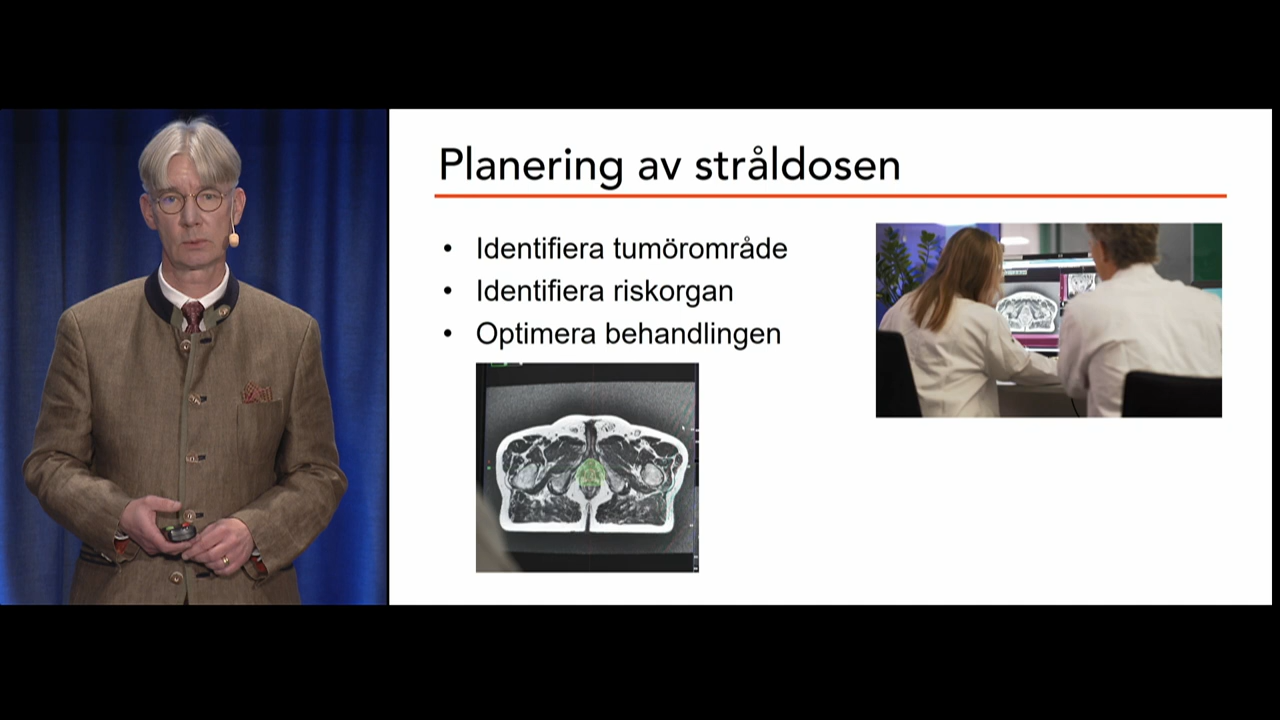 Planering av stråldosen
• Identifiera tumörområde
• Identifiera riskorgan
• Optimera behandlingen